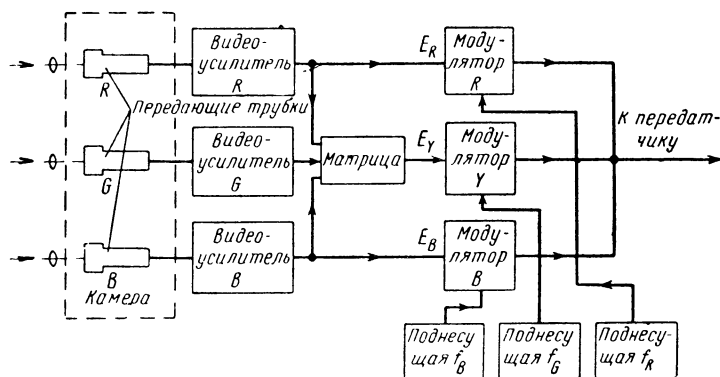 Видео-
усилитель
R
E_R
Моду-
лятор
R
R
Передающие трубки
К передат-
чику
Видео-
усилитель
G
Матрица
E_Y
Моду-
лятор
Y
G
Видео-
усилитель
B
E_B
Моду-
лятор
B
B
Камера
Поднесу-
щая f_B
Поднесу
щая f_G
Поднесу-
щая f_R